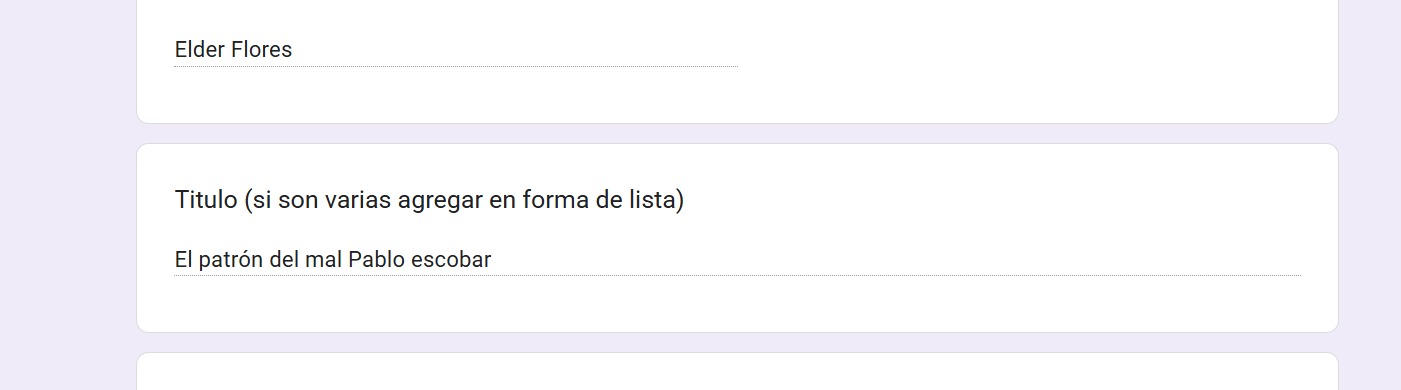 Elder Flores
Titulo (si son varias agregar en forma de lista)
El patrón del mal Pablo escobar